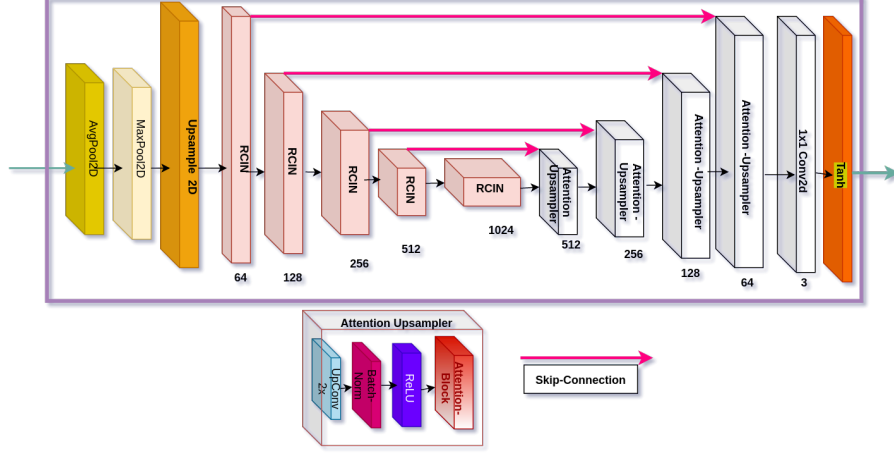 AvgPool2D
MaxPool2D
Upsample 2D
RCIN
64
RCIN
128
RCIN
256
RCIN
512
RCIN
1024
Attention
Upsampler
512
Attention -
Upsampler
256
Attention -Upsampler
128
Attention -Upsampler
64
1x1 Conv2d
3
Tanh
Attention Upsampler
UpConv
2x
Batch-
Norm
ReLU
Attention-
Block
Skip-Connection